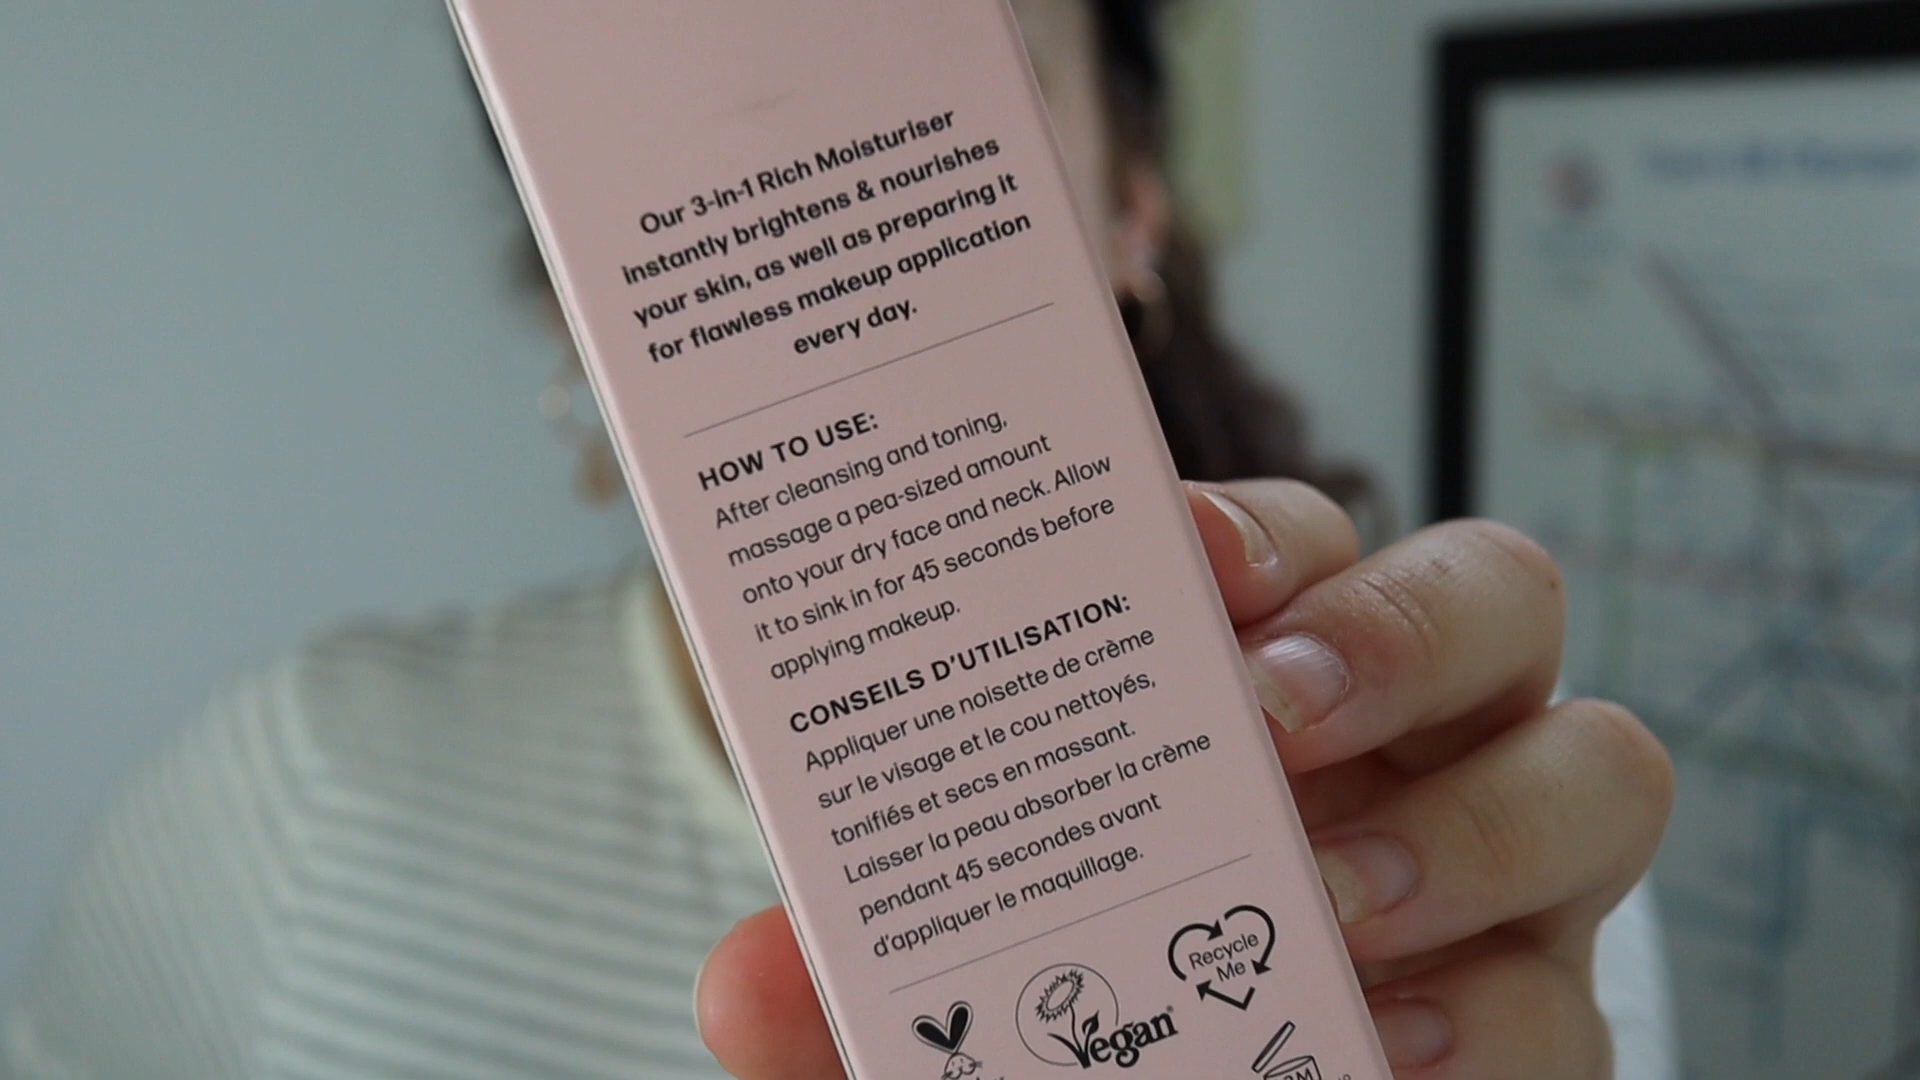 Our 3-in-1 Rich Moisturiser
instantly brightens & nourishes
your skin, as well as preparing it
for flawless makeup application
every day.
HOW TO USE:
After cleansing and toning,
massage a pea-sized amount
onto your dry face and neck. Allow
it to sink in for 45 seconds before
applying makeup.
CONSEILS D'UTILISATION:
Appliquer une noisette de crème
sur le visage et le cou nettoyés,
tonifiés et secs en massant.
Laisser la peau absorber la crème
pendant 45 secondes avant
d'appliquer le maquillage.
Recycle
Me
Vegan